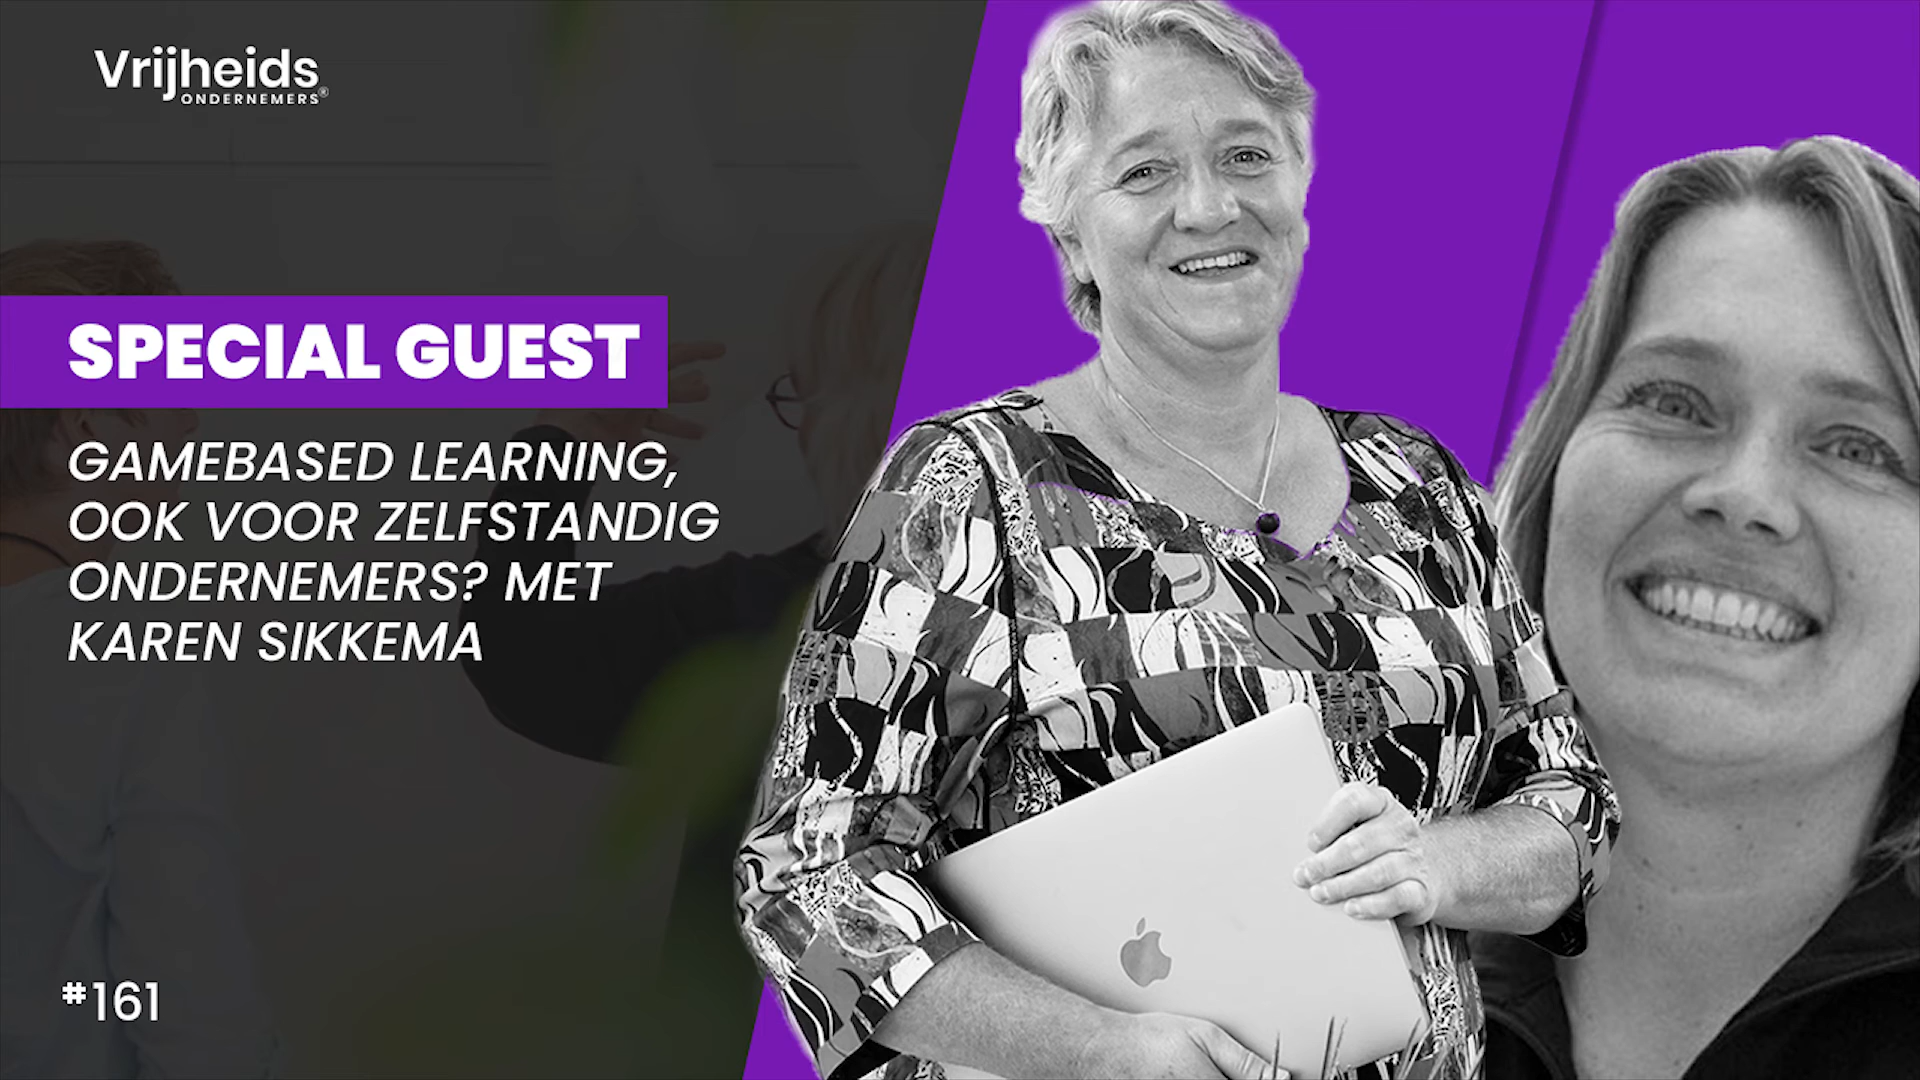 Vrijheids
ONDERNEMERS®
SPECIAL GUEST
GAMEBASED LEARNING,
OOK VOOR ZELFSTANDIG
ONDERNEMERS? MET
KAREN SIKKEMA
#161